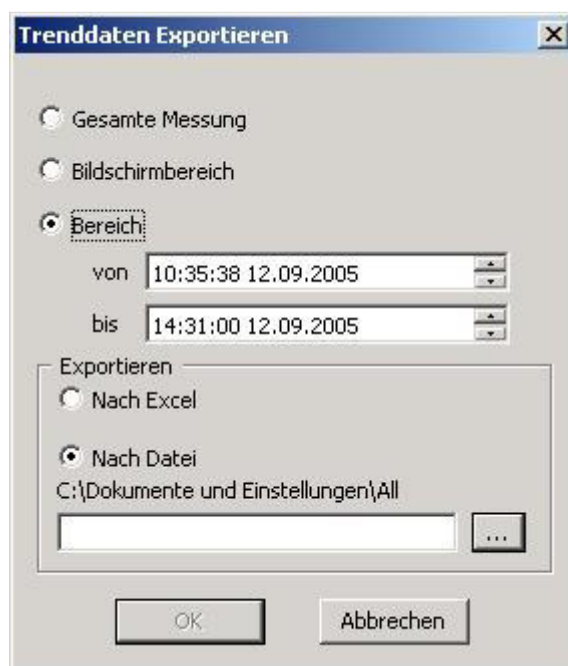 Trenddaten Exportieren
Gesamte Messung
Bildschirmbereich
Bereich
von 10:35:38 12.09.2005
bis 14:31:00 12.09.2005
Exportieren
Nach Excel
Nach Datei
C:\Dokumente und Einstellungen\All
...
OK Abbrechen